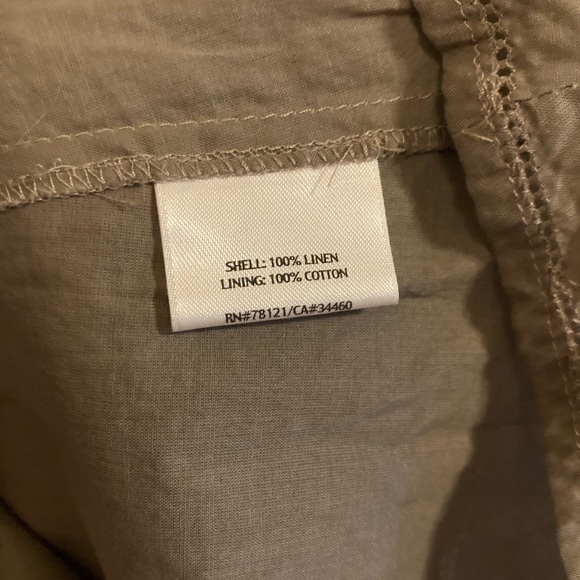 SHELL: 100% LINEN
LINING: 100% COTTON
RN#78121/CA#34460